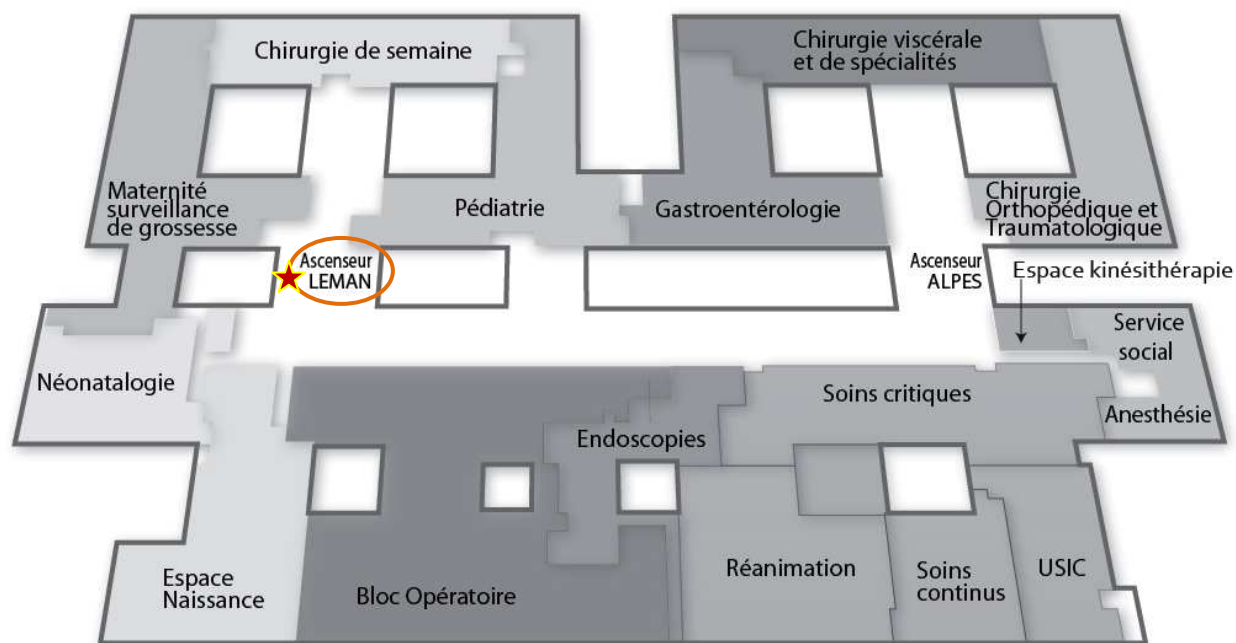 Chirurgie de semaine
Chirurgie viscérale
et de spécialités
Maternité
surveillance
de grossesse
Pédiatrie
Gastroentérologie
Chirurgie
Orthopédique et
Traumatologique
Ascenseur
LEMAN
Ascenseur
ALPES
Espace kinésithérapie
Service
social
Néonatalogie
Soins critiques
Anesthésie
Endoscopies
Espace
Naissance
Bloc Opératoire
Réanimation
Soins
continus
USIC